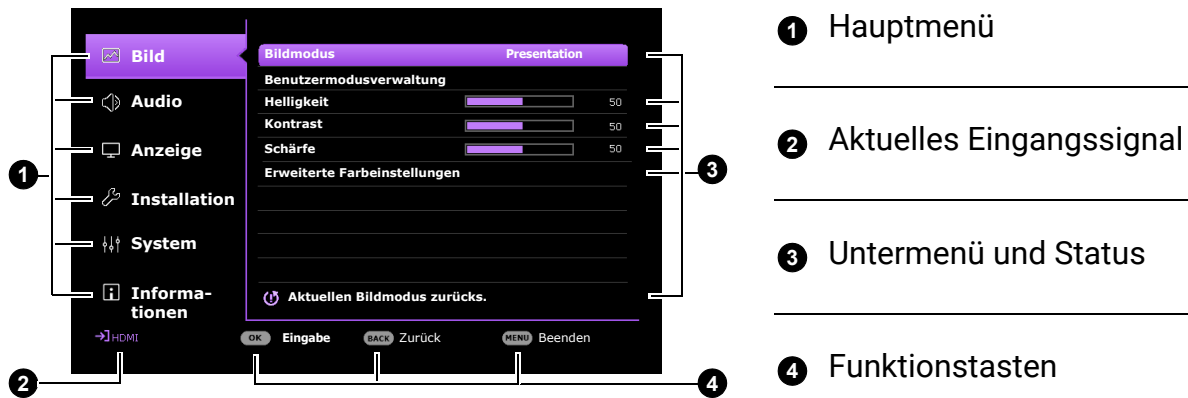 Bild
Audio
Anzeige
Installation
System
Informa-
tionen
Bildmodus Presentation
Benutzermodusverwaltung
Helligkeit 50
Kontrast 50
Schärfe 50
Erweiterte Farbeinstellungen
Aktuellen Bildmodus zurücks.
HDMI
OK Eingabe BACK Zurück MENU Beenden
1
2
3
4
1 Hauptmenü
2 Aktuelles Eingangssignal
3 Untermenü und Status
4 Funktionstasten